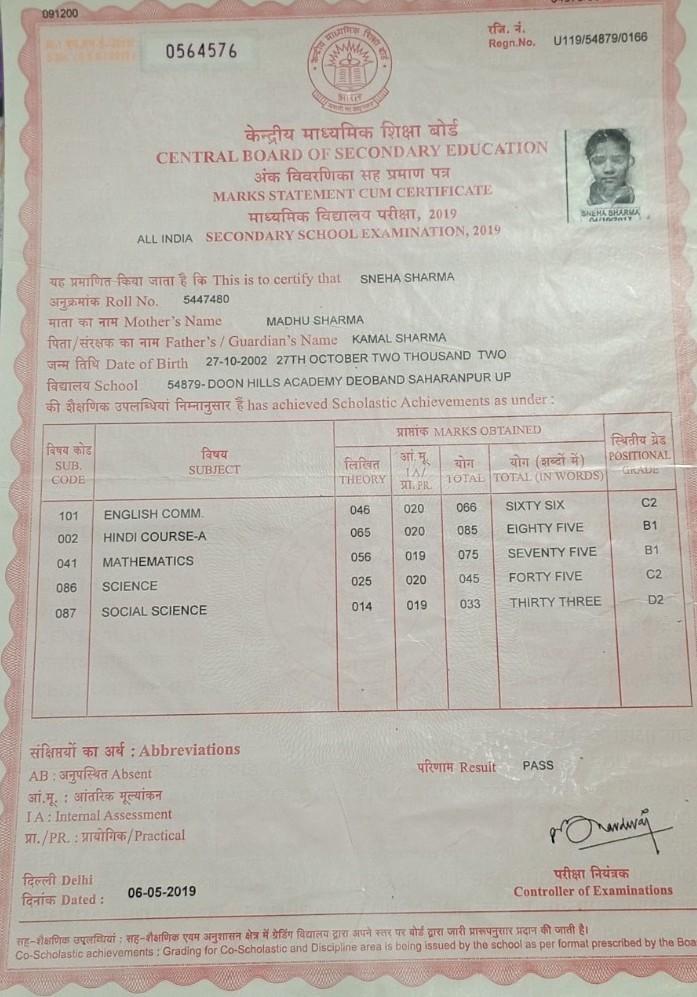 091200
0564576
रजि. नं.
Regn.No. U119/54879/0166
भारत
केन्द्रीय माध्यमिक शिक्षा बोर्ड
CENTRAL BOARD OF SECONDARY EDUCATION
अंक विवरणिका सह प्रमाण पत्र
MARKS STATEMENT CUM CERTIFICATE
माध्यमिक विद्यालय परीक्षा, 2019
ALL INDIA SECONDARY SCHOOL EXAMINATION, 2019
SNEHA SHARMA
04/10/2017
यह प्रमाणित किया जाता है कि This is to certify that SNEHA SHARMA
अनुक्रमांक Roll No. 5447480
माता का नाम Mother's Name MADHU SHARMA
पिता/संरक्षक का नाम Father's / Guardian's Name KAMAL SHARMA
जन्म तिथि Date of Birth 27-10-2002 27TH OCTOBER TWO THOUSAND TWO
विद्यालय School 54879- DOON HILLS ACADEMY DEOBAND SAHARANPUR UP
की शैक्षणिक उपलब्धियां निम्नानुसार हैं has achieved Scholastic Achievements as under :
विषय कोड SUB. CODE
विषय SUBJECT
प्राप्तांक MARKS OBTAINED
लिखित THEORY
आं.मू. I A/ प्रा. PR.
योग TOTAL
योग (शब्दों में) TOTAL (IN WORDS)
स्थितीय ग्रेड POSITIONAL GRADE
101 ENGLISH COMM. 046 020 066 SIXTY SIX C2
002 HINDI COURSE-A 065 020 085 EIGHTY FIVE B1
041 MATHEMATICS 056 019 075 SEVENTY FIVE B1
086 SCIENCE 025 020 045 FORTY FIVE C2
087 SOCIAL SCIENCE 014 019 033 THIRTY THREE D2
संक्षिप्तियों का अर्थ : Abbreviations
AB : अनुपस्थित Absent
आं.मू. : आंतरिक मूल्यांकन
I A : Internal Assessment
प्रा./PR. : प्रायोगिक/Practical
परिणाम Result PASS
दिल्ली Delhi
दिनांक Dated : 06-05-2019
परीक्षा नियंत्रक
Controller of Examinations
सह-शैक्षणिक उपलब्धियां : सह-शैक्षणिक एवम अनुशासन क्षेत्र में ग्रेडिंग विद्यालय द्वारा अपने स्तर पर बोर्ड द्वारा जारी प्रारूपनुसार प्रदान की जाती है।
Co-Scholastic achievements : Grading for Co-Scholastic and Discipline area is being issued by the school as per format prescribed by the Boa